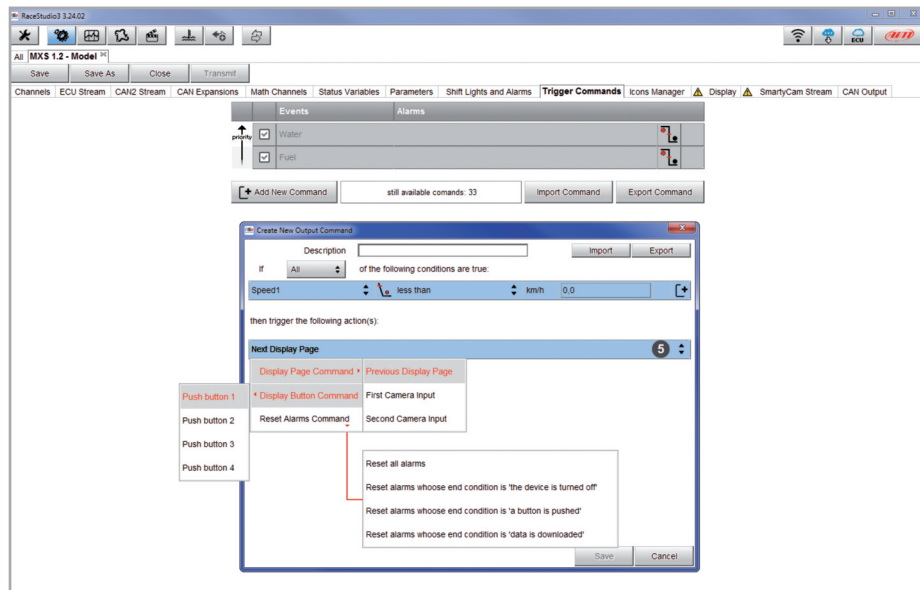 RaceStudio3 3.24.02
ECU
AiM
All MXS 1.2 - Model
Save Save As Close Transmit
Channels ECU Stream CAN2 Stream CAN Expansions Math Channels Status Variables Parameters Shift Lights and Alarms Trigger Commands Icons Manager Display SmartyCam Stream CAN Output
Events Alarms
priority
Water
Fuel
Add New Command still available comands: 33 Import Command Export Command
Create New Output Command
Description Import Export
If All of the following conditions are true:
Speed1 less than km/h 0.0
then trigger the following action(s):
Next Display Page 5
Display Page Command Previous Display Page
Push button 1 Display Button Command First Camera Input
Push button 2 Reset Alarms Command Second Camera Input
Push button 3
Push button 4
Reset all alarms
Reset alarms whoose end condition is 'the device is turned off'
Reset alarms whoose end condition is 'a button is pushed'
Reset alarms whoose end condition is 'data is downloaded'
Save Cancel